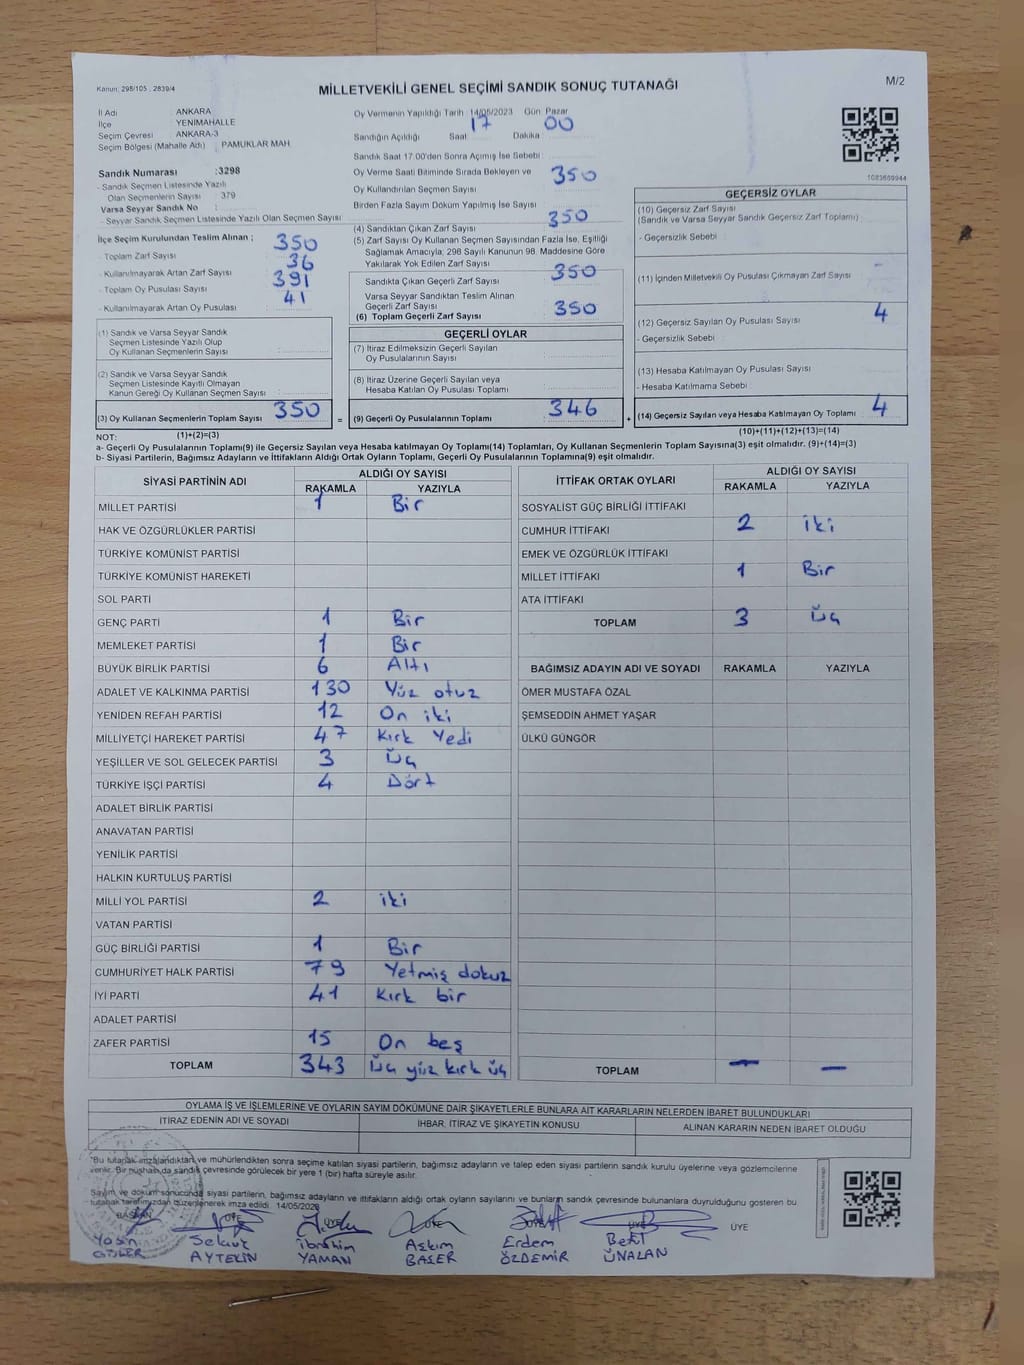 Kanun: 298/105, 2839/4
MİLLETVEKİLİ GENEL SEÇİMİ SANDIK SONUÇ TUTANAĞI
M/2
İl Adı ANKARA
İlçe YENİMAHALLE
Seçim Çevresi ANKARA-3
Seçim Bölgesi (Mahalle Adı) PAMUKLAR MAH
Sandık Numarası :3298
- Sandık Seçmen Listesinde Yazılı
Olan Seçmenlerin Sayısı : 379
Varsa Seyyar Sandık No :
- Seyyar Sandık Seçmen Listesinde Yazılı Olan Seçmen Sayısı :
İlçe Seçim Kurulundan Teslim Alınan ;
- Toplam Zarf Sayısı 350
- Kullanılmayarak Artan Zarf Sayısı 36
- Toplam Oy Pusulası Sayısı 391
- Kullanılmayarak Artan Oy Pusulası 41
Oy Vermenin Yapıldığı Tarih 14/05/2023 Gün Pazar
Sandığın Açıldığı Saat 17 Dakika 00
Sandık Saat 17.00'den Sonra Açılmış İse Sebebi :
Oy Verme Saati Bitiminde Sırada Bekleyen ve
Oy Kullandırılan Seçmen Sayısı 350
Birden Fazla Sayım Döküm Yapılmış İse Sayısı :
(4) Sandıktan Çıkan Zarf Sayısı 350
(5) Zarf Sayısı Oy Kullanan Seçmen Sayısından Fazla İse, Eşitliği
Sağlamak Amacıyla; 298 Sayılı Kanunun 98. Maddesine Göre
Yakılarak Yok Edilen Zarf Sayısı :
Sandıkta Çıkan Geçerli Zarf Sayısı 350
Varsa Seyyar Sandıktan Teslim Alınan
Geçerli Zarf Sayısı
(6) Toplam Geçerli Zarf Sayısı 350
1083609944
GEÇERSİZ OYLAR
(10) Geçersiz Zarf Sayısı
(Sandık ve Varsa Seyyar Sandık Geçersiz Zarf Toplamı) :
- Geçersizlik Sebebi :
(11) İçinden Milletvekili Oy Pusulası Çıkmayan Zarf Sayısı -
(12) Geçersiz Sayılan Oy Pusulası Sayısı 4
- Geçersizlik Sebebi :
(13) Hesaba Katılmayan Oy Pusulası Sayısı
- Hesaba Katılmama Sebebi :
(1) Sandık ve Varsa Seyyar Sandık
Seçmen Listesinde Yazılı Olup
Oy Kullanan Seçmenlerin Sayısı :
(2) Sandık ve Varsa Seyyar Sandık
Seçmen Listesinde Kayıtlı Olmayan
Kanun Gereği Oy Kullanan Seçmen Sayısı :
GEÇERLİ OYLAR
(7) İtiraz Edilmeksizin Geçerli Sayılan
Oy Pusulalarının Sayısı :
(8) İtiraz Üzerine Geçerli Sayılan veya
Hesaba Katılan Oy Pusulası Toplamı :
(3) Oy Kullanan Seçmenlerin Toplam Sayısı 350 = (9) Geçerli Oy Pusulalarının Toplamı 346 + (14) Geçersiz Sayılan veya Hesaba Katılmayan Oy Toplamı 4
NOT: (1)+(2)=(3) (10)+(11)+(12)+(13)=(14)
a- Geçerli Oy Pusulalarının Toplamı(9) ile Geçersiz Sayılan veya Hesaba katılmayan Oy Toplamı(14) Toplamları, Oy Kullanan Seçmenlerin Toplam Sayısına(3) eşit olmalıdır. (9)+(14)=(3)
b- Siyasi Partilerin, Bağımsız Adayların ve İttifakların Aldığı Ortak Oyların Toplamı, Geçerli Oy Pusulalarının Toplamına(9) eşit olmalıdır.
SİYASİ PARTİNİN ADI ALDIĞI OY SAYISI
RAKAMLA YAZIYLA
MİLLET PARTİSİ 1 Bir
HAK VE ÖZGÜRLÜKLER PARTİSİ
TÜRKİYE KOMÜNİST PARTİSİ
TÜRKİYE KOMÜNİST HAREKETİ
SOL PARTİ
GENÇ PARTİ 1 Bir
MEMLEKET PARTİSİ 1 Bir
BÜYÜK BİRLİK PARTİSİ 6 Altı
ADALET VE KALKINMA PARTİSİ 130 Yüz otuz
YENİDEN REFAH PARTİSİ 12 On iki
MİLLİYETÇİ HAREKET PARTİSİ 47 Kırk Yedi
YEŞİLLER VE SOL GELECEK PARTİSİ 3 Üç
TÜRKİYE İŞÇİ PARTİSİ 4 Dört
ADALET BİRLİK PARTİSİ
ANAVATAN PARTİSİ
YENİLİK PARTİSİ
HALKIN KURTULUŞ PARTİSİ
MİLLİ YOL PARTİSİ 2 iki
VATAN PARTİSİ
GÜÇ BİRLİĞİ PARTİSİ 1 Bir
CUMHURİYET HALK PARTİSİ 79 Yetmiş dokuz
İYİ PARTİ 41 Kırk bir
ADALET PARTİSİ
ZAFER PARTİSİ 15 On beş
TOPLAM 343 Üç yüz kırk üç
İTTİFAK ORTAK OYLARI ALDIĞI OY SAYISI
RAKAMLA YAZIYLA
SOSYALİST GÜÇ BİRLİĞİ İTTİFAKI
CUMHUR İTTİFAKI 2 iki
EMEK VE ÖZGÜRLÜK İTTİFAKI
MİLLET İTTİFAKI 1 Bir
ATA İTTİFAKI
TOPLAM 3 Üç
BAĞIMSIZ ADAYIN ADI VE SOYADI RAKAMLA YAZIYLA
ÖMER MUSTAFA ÖZAL
ŞEMSEDDİN AHMET YAŞAR
ÜLKÜ GÜNGÖR
TOPLAM — —
OYLAMA İŞ VE İŞLEMLERİNE VE OYLARIN SAYIM DÖKÜMÜNE DAİR ŞİKAYETLERLE BUNLARA AİT KARARLARIN NELERDEN İBARET BULUNDUKLARI
İTİRAZ EDENİN ADI VE SOYADI İHBAR, İTİRAZ VE ŞİKAYETİN KONUSU ALINAN KARARIN NEDEN İBARET OLDUĞU
"Bu tutanak imzalandıktan ve mühürlendikten sonra seçime katılan siyasi partilerin, bağımsız adayların ve talep eden siyasi partilerin sandık kurulu üyelerine veya gözlemcilerine
verilir. Bir nüshası da sandık çevresinde görülecek bir yere 1 (bir) hafta süreyle asılır.
Sayım ve döküm sonucunda siyasi partilerin, bağımsız adayların ve ittifakların aldığı ortak oyların sayılarını ve bunların sandık çevresinde bulunanlara duyrulduğunu gösteren bu
tutanak tarafımızdan düzenlenerek imza edildi. 14/05/2023
BAŞKAN ÜYE ÜYE ÜYE
Selçuk İbrahim Aşkım Erdem
GÜLER AYTEKİN YAMAN BAŞER ÖZDEMİR ÜNALAN